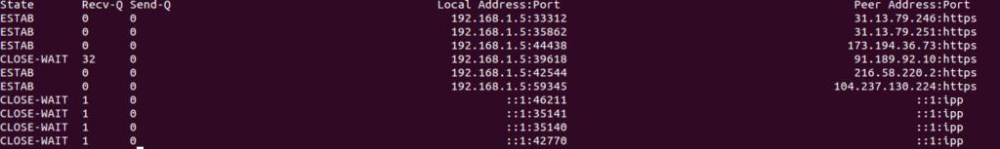 State Recv-Q Send-Q Local Address:Port Peer Address:Port
ESTAB 0 0 192.168.1.5:33312 31.13.79.246:https
ESTAB 0 0 192.168.1.5:35862 31.13.79.251:https
ESTAB 0 0 192.168.1.5:44438 173.194.36.73:https
CLOSE-WAIT 32 0 192.168.1.5:39618 91.189.92.10:https
ESTAB 0 0 192.168.1.5:42544 216.58.220.2:https
ESTAB 0 0 192.168.1.5:59345 104.237.130.224:https
CLOSE-WAIT 1 0 ::1:46211 ::1:ipp
CLOSE-WAIT 1 0 ::1:35141 ::1:ipp
CLOSE-WAIT 1 0 ::1:35140 ::1:ipp
CLOSE-WAIT 1 0 ::1:42770 ::1:ipp